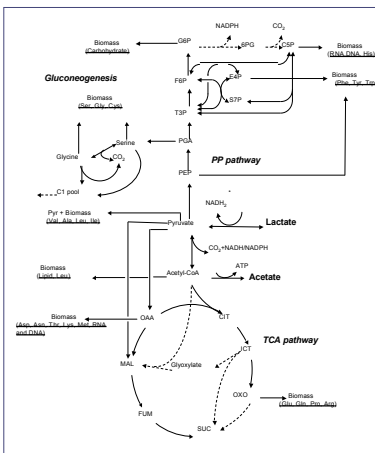 NADPH
CO2
Biomass
(Carbohydrate)
G6P
6PG
C5P
Biomass
(RNA, DNA, His)
Gluconeogenesis
F6P
E4P
Biomass
(Phe, Tyr, Trp)
Biomass
(Ser, Gly, Cys)
S7P
T3P
Serine
PGA
Glycine
CO2
PP pathway
PEP
C1 pool
NADH2
Pyr + Biomass
(Val, Ala, Leu, Ile)
Pyruvate
Lactate
CO2+NADH/NADPH
ATP
Biomass
(Lipid, Leu)
Acetyl-CoA
Acetate
Biomass
(Asp, Asn, Thr, Lys, Met, RNA
and DNA)
OAA
CIT
TCA pathway
ICT
MAL
Glyoxylate
OXO
Biomass
(Glu, Gln, Pro, Arg)
FUM
SUC